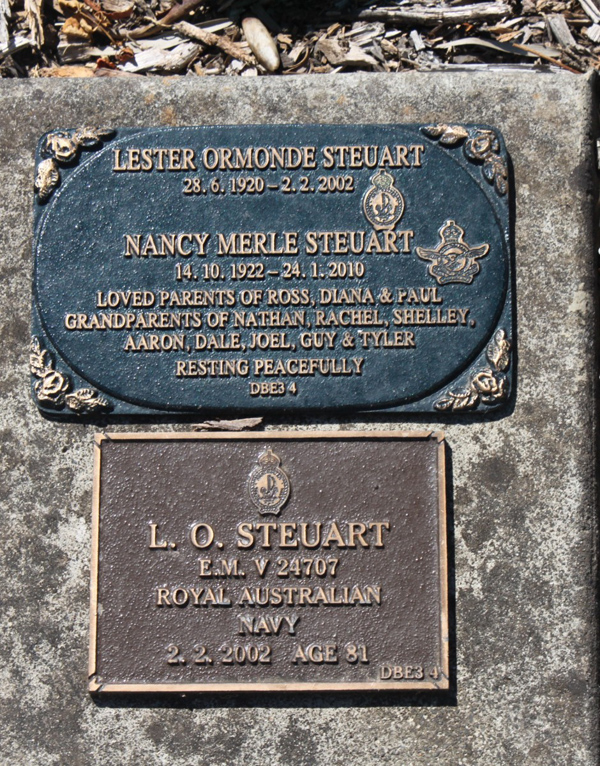 LESTER ORMONDE STEUART
28. 6. 1920 – 2. 2. 2002
NANCY MERLE STEUART
14. 10. 1922 – 24. 1. 2010
LOVED PARENTS OF ROSS, DIANA & PAUL
GRANDPARENTS OF NATHAN, RACHEL, SHELLEY,
AARON, DALE, JOEL, GUY & TYLER
RESTING PEACEFULLY
DBE3 4
L. O. STEUART
E.M. V 24707
ROYAL AUSTRALIAN
NAVY
2. 2. 2002 AGE 81
DBE3 4